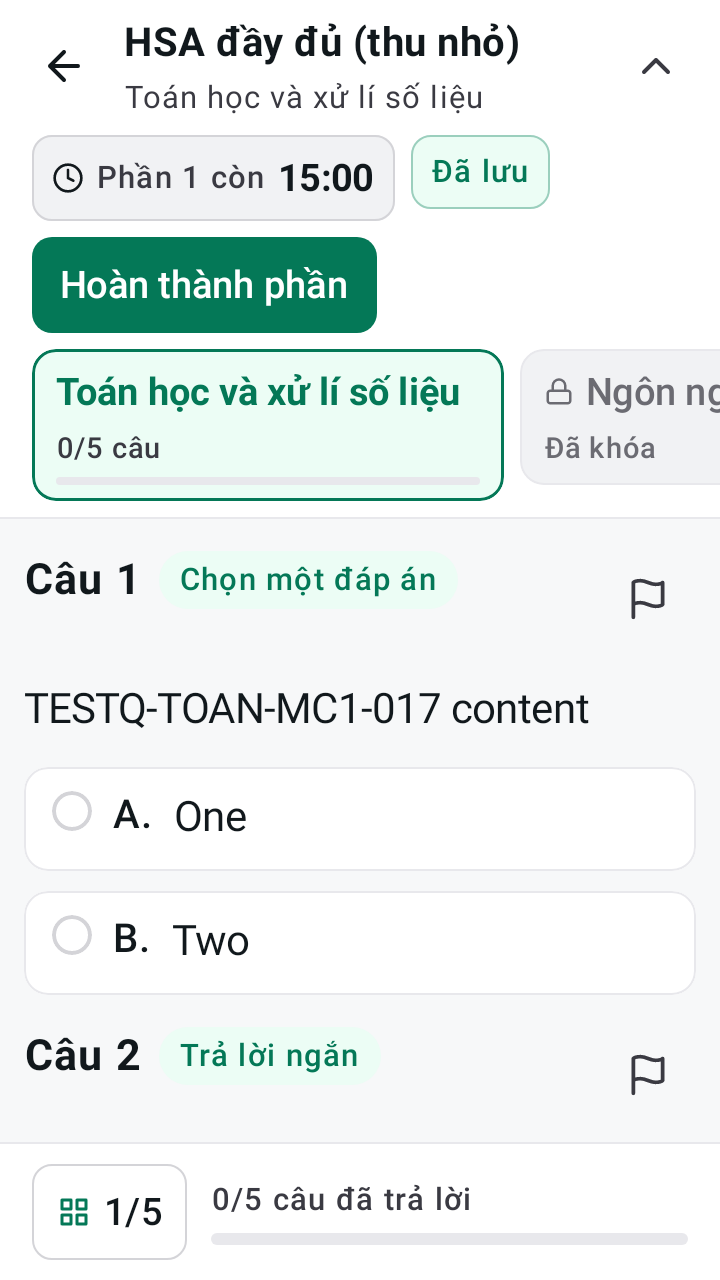 HSA đầy đủ (thu nhỏ)
Toán học và xử lí số liệu
Phần 1 còn 15:00
Đã lưu
Hoàn thành phần
Toán học và xử lí số liệu
0/5 câu
Ngôn ng
Đã khóa
Câu 1
Chọn một đáp án
TESTQ-TOAN-MC1-017 content
A. One
B. Two
Câu 2
Trả lời ngắn
1/5
0/5 câu đã trả lời